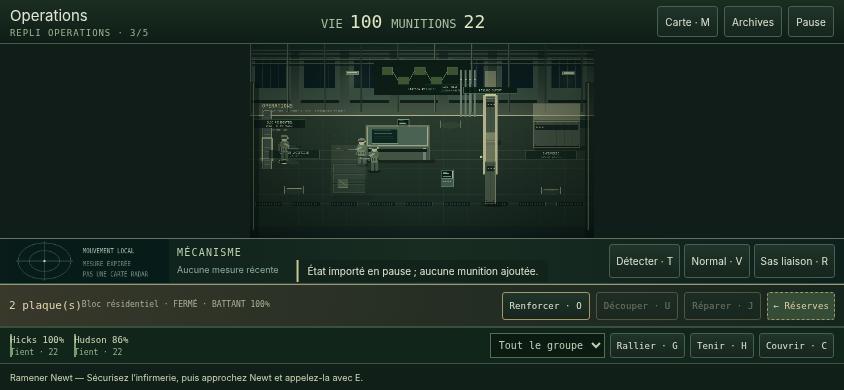 Operations
REPLI OPERATIONS · 3/5
VIE 100 MUNITIONS 22
Carte · M
Archives
Pause
OPERATIONS
MOUVEMENT LOCAL
MESURE EXPIRÉE
PAS UNE CARTE RADAR
MÉCANISME
Aucune mesure récente
État importé en pause ; aucune munition ajoutée.
Détecter · T
Normal · V
Sas liaison · R
2 plaque(s)
Bloc résidentiel · FERMÉ · BATTANT 100%
Renforcer · O
Découper · U
Réparer · J
← Réserves
Hicks 100%
Tient · 22
Hudson 86%
Tient · 22
Tout le groupe
Rallier · G
Tenir · H
Couvrir · C
Ramener Newt — Sécurisez l'infirmerie, puis approchez Newt et appelez-la avec E.